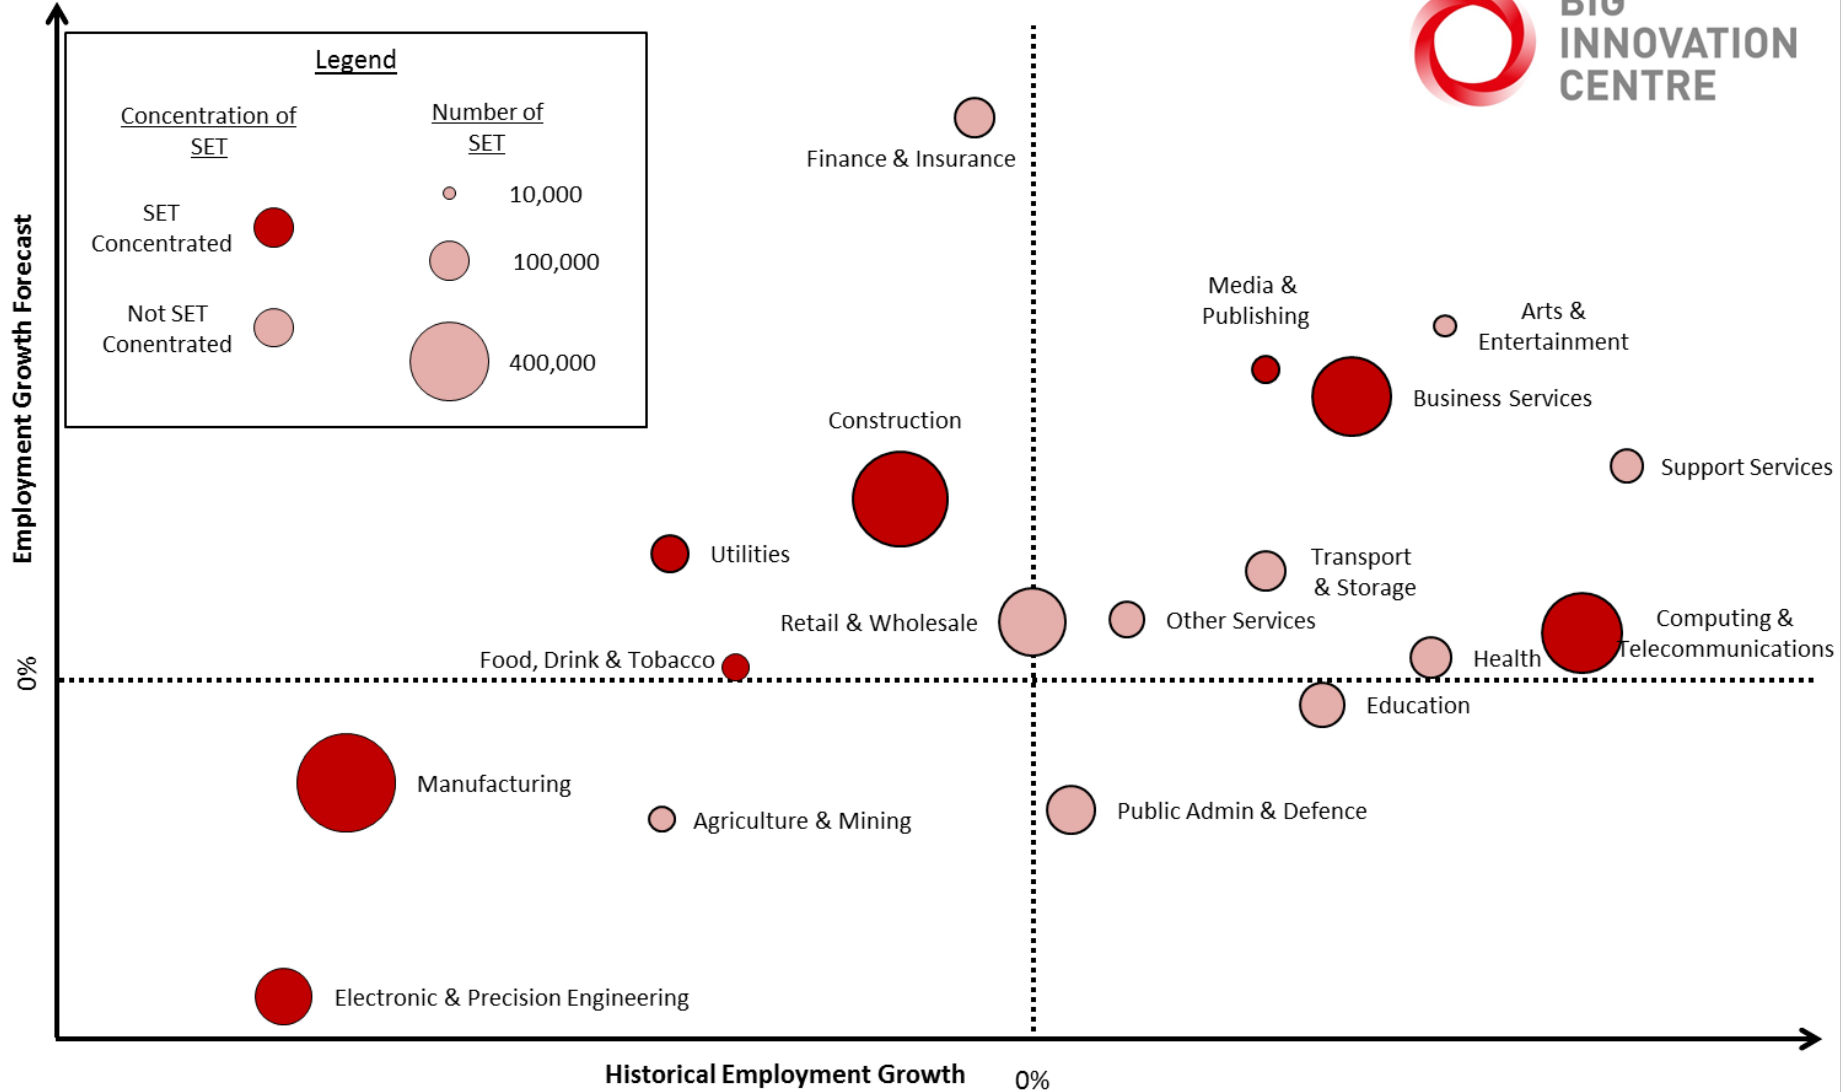 BIG
INNOVATION
CENTRE
Legend
Concentration of
SET
Number of
SET
SET
Concentrated
Not SET
Conentrated
10,000
100,000
400,000
Employment Growth Forecast
0%
Finance & Insurance
Media &
Publishing
Arts &
Entertainment
Business Services
Construction
Support Services
Utilities
Transport
& Storage
Retail & Wholesale
Other Services
Computing &
Telecommunications
Food, Drink & Tobacco
Health
Education
Manufacturing
Agriculture & Mining
Public Admin & Defence
Electronic & Precision Engineering
Historical Employment Growth
0%